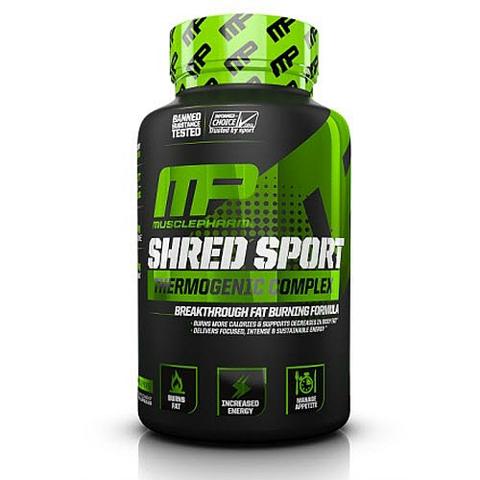 MP
BANNED
SUBSTANCE
TESTED
INFORMED
CHOICE
Trusted by sport
MP
MUSCLEPHARM
SHRED SPORT
THERMOGENIC COMPLEX
BREAKTHROUGH FAT BURNING FORMULA
• BURNS MORE CALORIES & SUPPORTS DECREASES IN BODY FAT*
• DELIVERS FOCUSED, INTENSE & SUSTAINABLE ENERGY**
BURNS
FAT
INCREASED
ENERGY
MANAGE
APPETITE